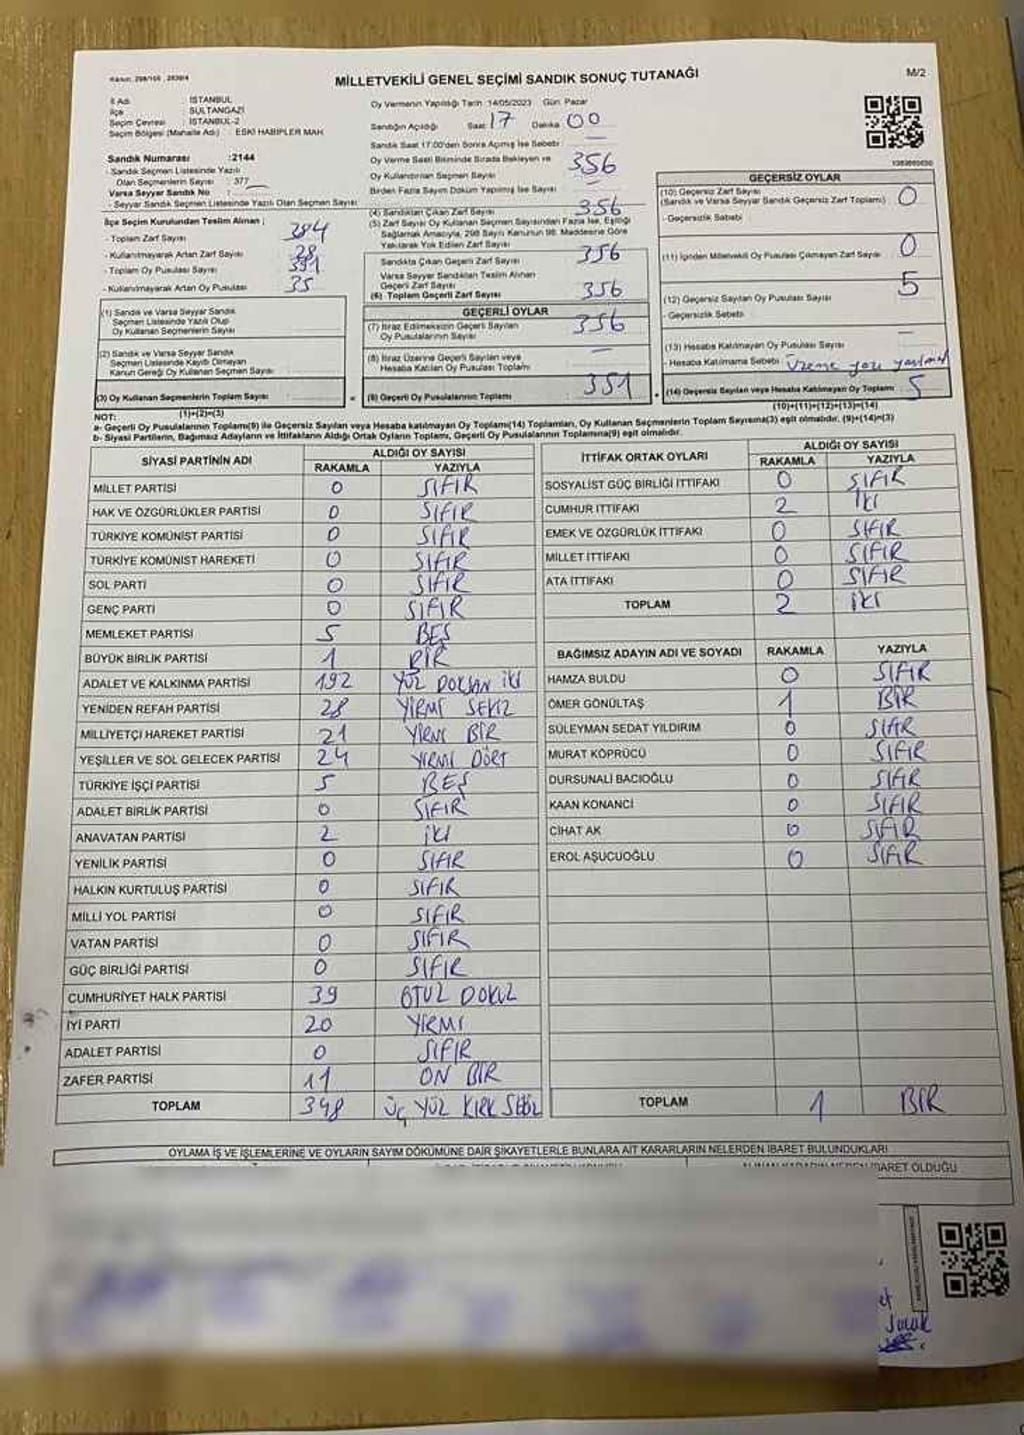 Kanun: 298/105, 2839/4
MİLLETVEKİLİ GENEL SEÇİMİ SANDIK SONUÇ TUTANAĞI
M/2
İl Adı : İSTANBUL
İlçe : SULTANGAZİ
Seçim Çevresi : İSTANBUL-2
Seçim Bölgesi (Mahalle Adı) : ESKİ HABİPLER MAH.
Sandık Numarası :2144
- Sandık Seçmen Listesinde Yazılı
Olan Seçmenlerin Sayısı : 377
Varsa Seyyar Sandık No :
- Seyyar Sandık Seçmen Listesinde Yazılı Olan Seçmen Sayısı :
İlçe Seçim Kurulundan Teslim Alınan ;
- Toplam Zarf Sayısı 384
- Kullanılmayarak Artan Zarf Sayısı 28
- Toplam Oy Pusulası Sayısı 391
- Kullanılmayarak Artan Oy Pusulası 35
(1) Sandık ve Varsa Seyyar Sandık
Seçmen Listesinde Yazılı Olup
Oy Kullanan Seçmenlerin Sayısı
(2) Sandık ve Varsa Seyyar Sandık
Seçmen Listesinde Kayıtlı Olmayan
Kanun Gereği Oy Kullanan Seçmen Sayısı
(3) Oy Kullanan Seçmenlerin Toplam Sayısı
(1)+(2)=(3)
Oy Vermenin Yapıldığı Tarih :14/05/2023 Gün: Pazar
Sandığın Açıldığı Saat: 17 Dakika: 00
Sandık Saat 17:00'den Sonra Açılmış İse Sebebi : —
Oy Verme Saati Bitiminde Sırada Bekleyen ve
Oy Kullandırılan Seçmen Sayısı 356
Birden Fazla Sayım Döküm Yapılmış İse Sayısı —
(4) Sandıktan Çıkan Zarf Sayısı 356
(5) Zarf Sayısı Oy Kullanan Seçmen Sayısından Fazla İse, Eşitliği
Sağlamak Amacıyla, 298 Sayılı Kanunun 98. Maddesine Göre
Yakılarak Yok Edilen Zarf Sayısı
Sandıkta Çıkan Geçerli Zarf Sayısı 356
Varsa Seyyar Sandıktan Teslim Alınan
Geçerli Zarf Sayısı
(6) Toplam Geçerli Zarf Sayısı 356
GEÇERLİ OYLAR
(7) İtiraz Edilmeksizin Geçerli Sayılan
Oy Pusulalarının Sayısı 356
(8) İtiraz Üzerine Geçerli Sayılan veya
Hesaba Katılan Oy Pusulası Toplamı —
(9) Geçerli Oy Pusulalarının Toplamı 351
GEÇERSİZ OYLAR
(10) Geçersiz Zarf Sayısı
(Sandık ve Varsa Seyyar Sandık Geçersiz Zarf Toplamı) 0
- Geçersizlik Sebebi
(11) İçinden Milletvekili Oy Pusulası Çıkmayan Zarf Sayısı 0
(12) Geçersiz Sayılan Oy Pusulası Sayısı 5
- Geçersizlik Sebebi
(13) Hesaba Katılmayan Oy Pusulası Sayısı —
- Hesaba Katılmama Sebebi Üzerine yazı
(14) Geçersiz Sayılan veya Hesaba Katılmayan Oy Toplamı 5
(10)+(11)+(12)+(13)=(14)
NOT:
a- Geçerli Oy Pusulalarının Toplamı(9) ile Geçersiz Sayılan veya Hesaba katılmayan Oy Toplamı(14) Toplamları, Oy Kullanan Seçmenlerin Toplam Sayısına(3) eşit olmalıdır. (9)+(14)=(3)
b- Siyasi Partilerin, Bağımsız Adayların ve İttifakların Aldığı Ortak Oyların Toplamı, Geçerli Oy Pusulalarının Toplamına(9) eşit olmalıdır.
SİYASİ PARTİNİN ADI ALDIĞI OY SAYISI
RAKAMLA YAZIYLA
MİLLET PARTİSİ 0 SIFIR
HAK VE ÖZGÜRLÜKLER PARTİSİ 0 SIFIR
TÜRKİYE KOMÜNİST PARTİSİ 0 SIFIR
TÜRKİYE KOMÜNİST HAREKETİ 0 SIFIR
SOL PARTİ 0 SIFIR
GENÇ PARTİ 0 SIFIR
MEMLEKET PARTİSİ 5 BEŞ
BÜYÜK BİRLİK PARTİSİ 1 BİR
ADALET VE KALKINMA PARTİSİ 192 YÜZ DOKSAN İKİ
YENİDEN REFAH PARTİSİ 28 YİRMİ SEKİZ
MİLLİYETÇİ HAREKET PARTİSİ 21 YİRMİ BİR
YEŞİLLER VE SOL GELECEK PARTİSİ 24 YIRMI DÖRT
TÜRKİYE İŞÇİ PARTİSİ 5 BEŞ
ADALET BİRLİK PARTİSİ 0 SIFIR
ANAVATAN PARTİSİ 2 İKİ
YENİLİK PARTİSİ 0 SIFIR
HALKIN KURTULUŞ PARTİSİ 0 SIFIR
MİLLİ YOL PARTİSİ 0 SIFIR
VATAN PARTİSİ 0 SIFIR
GÜÇ BİRLİĞİ PARTİSİ 0 SIFIR
CUMHURİYET HALK PARTİSİ 39 OTUZ DOKUZ
İYİ PARTİ 20 YİRMİ
ADALET PARTİSİ 0 SIFIR
ZAFER PARTİSİ 11 ON BİR
TOPLAM 348 ÜÇ YÜZ KIRK SEKİZ
İTTİFAK ORTAK OYLARI ALDIĞI OY SAYISI
RAKAMLA YAZIYLA
SOSYALİST GÜÇ BİRLİĞİ İTTİFAKI 0 SIFIR
CUMHUR İTTİFAKI 2 İKİ
EMEK VE ÖZGÜRLÜK İTTİFAKI 0 SIFIR
MİLLET İTTİFAKI 0 SIFIR
ATA İTTİFAKI 0 SIFIR
TOPLAM 2 İKİ
BAĞIMSIZ ADAYIN ADI VE SOYADI RAKAMLA YAZIYLA
HAMZA BULDU 0 SIFIR
ÖMER GÖNÜLTAŞ 1 BİR
SÜLEYMAN SEDAT YILDIRIM 0 SIFIR
MURAT KÖPRÜCÜ 0 SIFIR
DURSUNALİ BACIOĞLU 0 SIFIR
KAAN KONANCİ 0 SIFIR
CİHAT AK 0 SIFIR
EROL AŞUCUOĞLU 0 SIFIR
TOPLAM 1 BİR
OYLAMA İŞ VE İŞLEMLERİNE VE OYLARIN SAYIM DÖKÜMÜNE DAİR ŞİKAYETLERLE BUNLARA AİT KARARLARIN NELERDEN İBARET BULUNDUKLARI